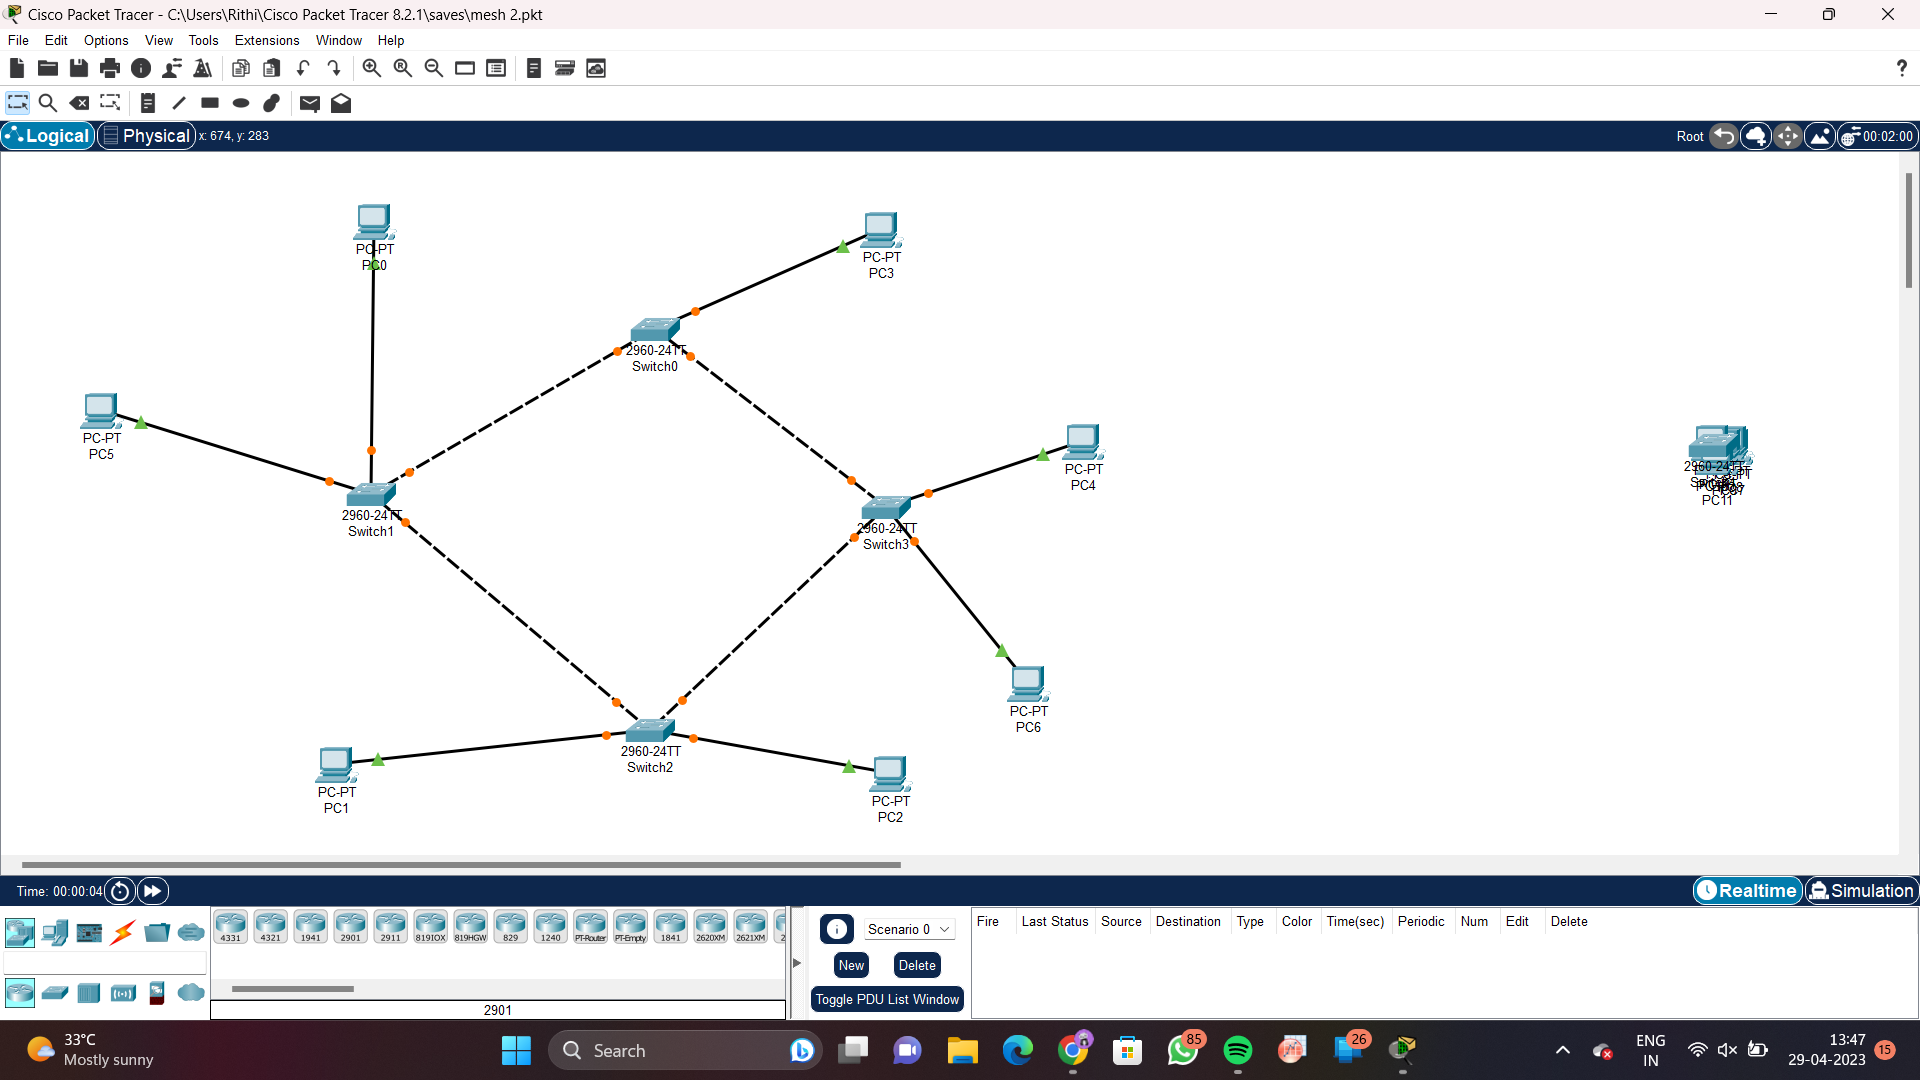 Cisco Packet Tracer - C:\Users\Rithi\Cisco Packet Tracer 8.2.1\saves\mesh 2.pkt
File Edit Options View Tools Extensions Window Help
?
Logical Physical x: 674, y: 283 Root 00:02:00
PC-PT
PC0
PC-PT
PC3
2960-24TT
Switch0
PC-PT
PC5
PC-PT
PC4
2960-24TT
PC11
2960-24TT
Switch1
2960-24TT
Switch3
PC-PT
PC6
2960-24TT
Switch2
PC-PT
PC1
PC-PT
PC2
Time: 00:00:04 Realtime Simulation
4331 4321 1941 2901 2911 819IOX 819HGW 829 1240 PT-Router PT-Empty 1841 2620XM 2621XM 2
2901
Scenario 0
New Delete
Toggle PDU List Window
Fire Last Status Source Destination Type Color Time(sec) Periodic Num Edit Delete
33°C
Mostly sunny
Search
85
26
ENG
IN
13:47
29-04-2023
15